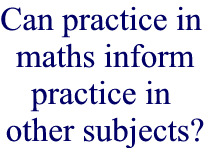 Can practice in
maths inform
practice in
other subjects?